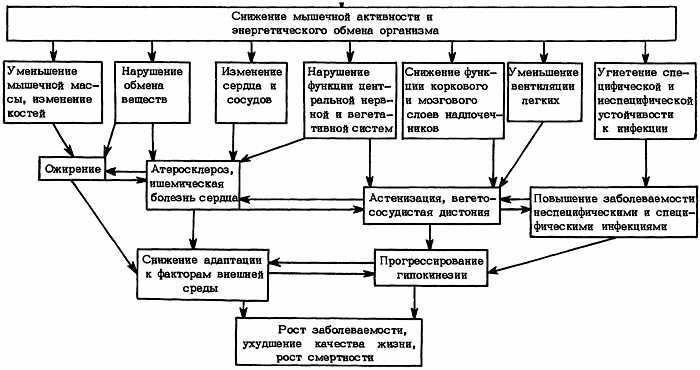 Снижение мышечной активности и
энергетического обмена организма
Уменьшение
мышечной мас-
сы, изменение
костей
Нарушение
обмена
веществ
Изменение
сердца и
сосудов
Нарушение
функции цент-
ральной нерв-
ной и вегета-
тивной систем
Снижение функ-
ции коркового
и мозгового
слоев надпочеч-
ников
Уменьшение
вентиляции
легких
Угнетение спе-
цифической и
неспецифической
устойчивости
к инфекции
Ожирение
Атеросклероз,
ишемическая
болезнь сердца
Астенизация, вегето-
сосудистая дистония
Повышение заболеваемости
неспецифическими и специ-
фическими инфекциями
Снижение адаптации
к факторам внешней
среды
Прогрессирование
гипокинезии
Рост заболеваемости,
ухудшение качества жизни,
рост смертности